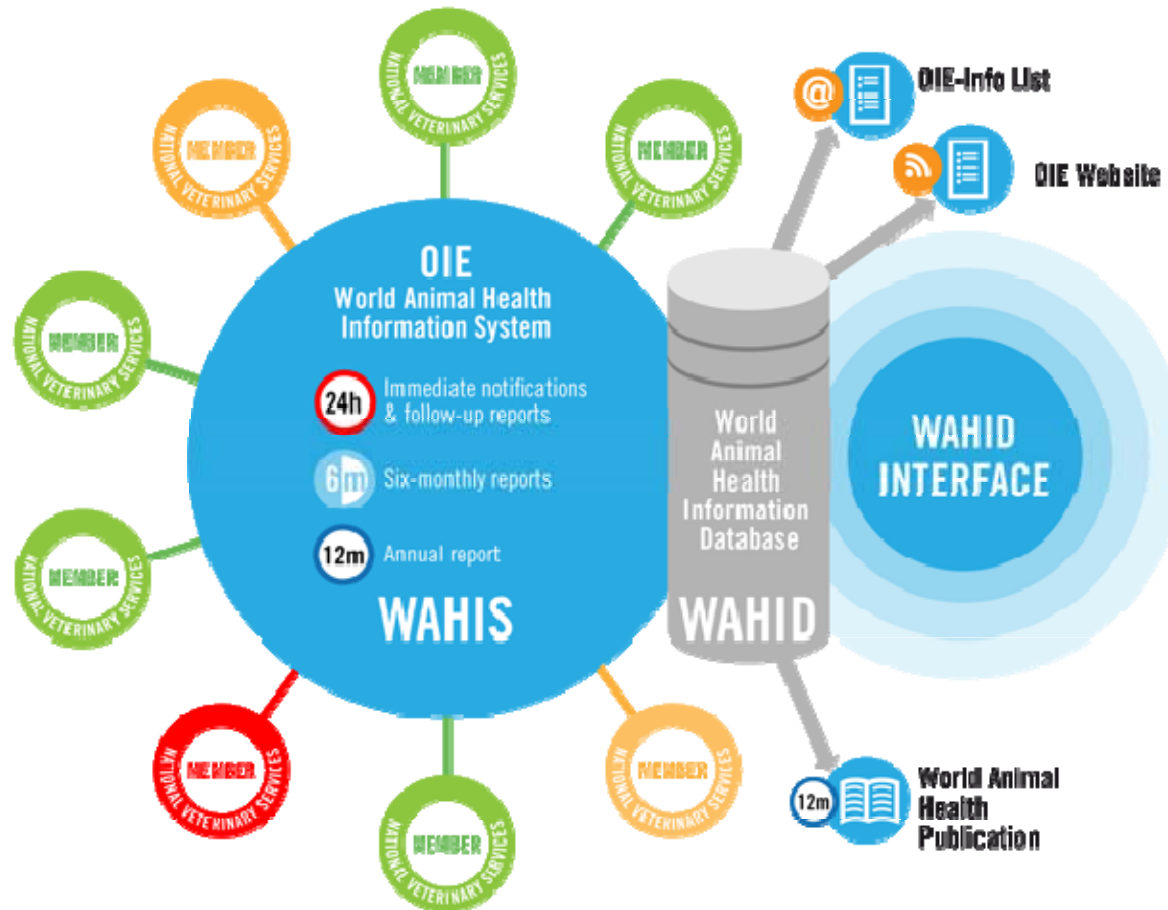 MEMBER
NATIONAL VETERINARY SERVICES
MEMBER
NATIONAL VETERINARY SERVICES
MEMBER
NATIONAL VETERINARY SERVICES
MEMBER
NATIONAL VETERINARY SERVICES
MEMBER
NATIONAL VETERINARY SERVICES
MEMBER
NATIONAL VETERINARY SERVICES
MEMBER
NATIONAL VETERINARY SERVICES
MEMBER
NATIONAL VETERINARY SERVICES
OIE
World Animal Health
Information System
24h
Immediate notifications
& follow-up reports
6m
Six-monthly reports
12m
Annual report
WAHIS
World
Animal
Health
Information
Database
WAHID
@
OIE-Info List
OIE Website
WAHID
INTERFACE
12m
World Animal
Health
Publication